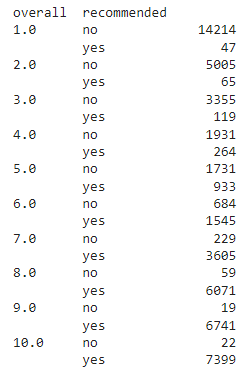 overall recommended
1.0 no 14214
yes 47
2.0 no 5005
yes 65
3.0 no 3355
yes 119
4.0 no 1931
yes 264
5.0 no 1731
yes 933
6.0 no 684
yes 1545
7.0 no 229
yes 3605
8.0 no 59
yes 6071
9.0 no 19
yes 6741
10.0 no 22
yes 7399